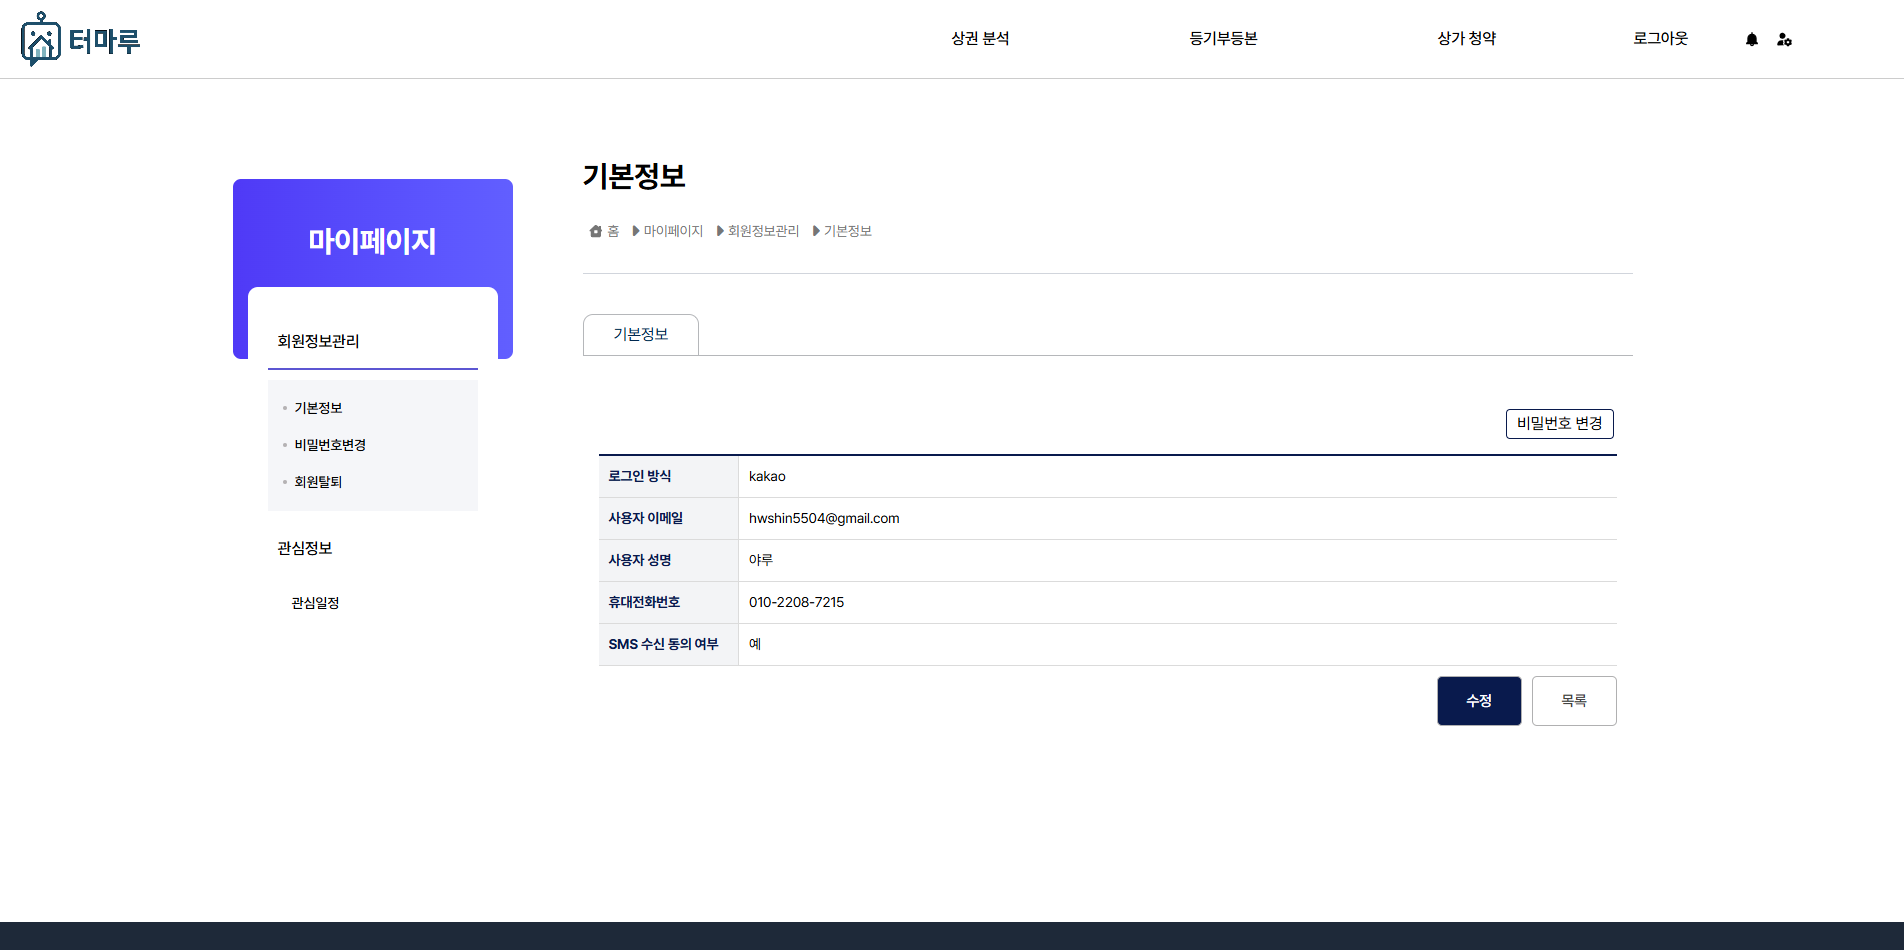 터마루
상권 분석 등기부등본 상가 청약 로그아웃
마이페이지
회원정보관리
기본정보
비밀번호변경
회원탈퇴
관심정보
관심일정
기본정보
홈 마이페이지 회원정보관리 기본정보
기본정보
비밀번호 변경
로그인 방식 kakao
사용자 이메일 hwshin5504@gmail.com
사용자 성명 야루
휴대전화번호 010-2208-7215
SMS 수신 동의 여부 예
수정 목록